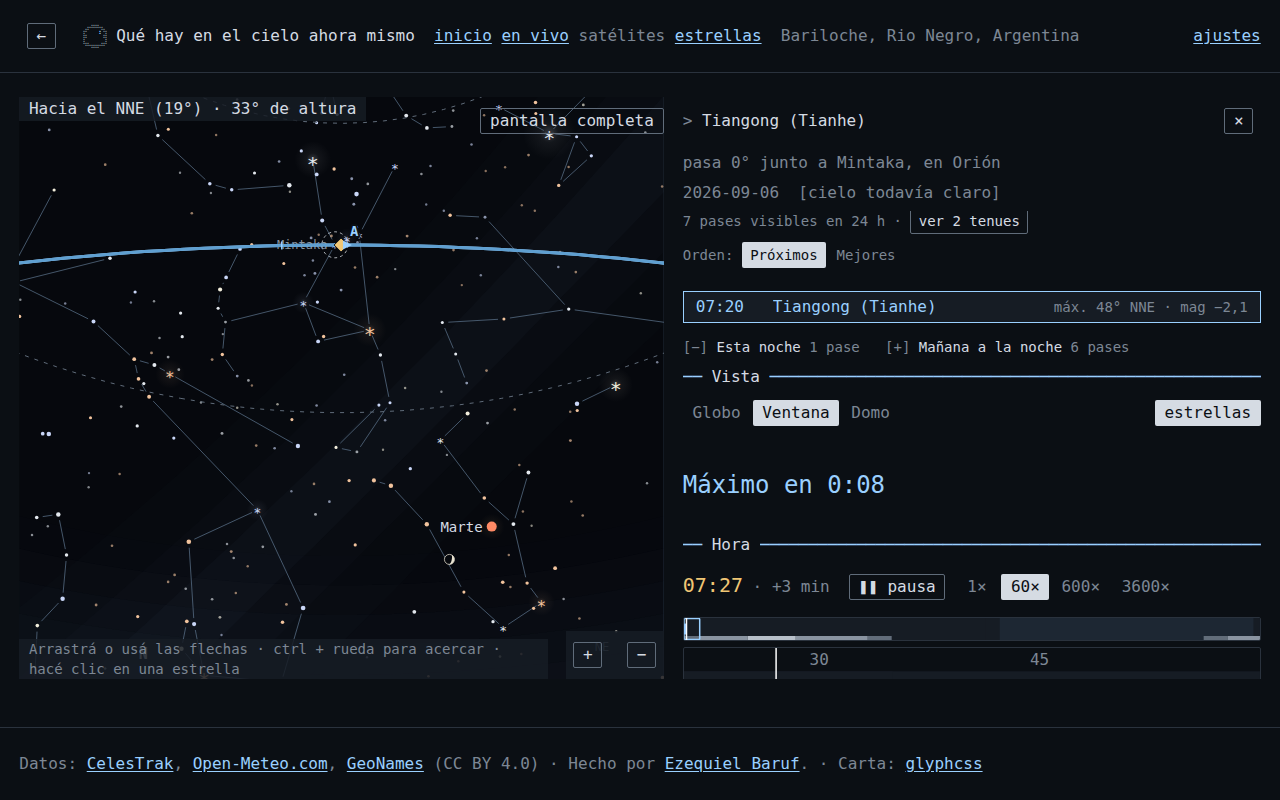 ← Qué hay en el cielo ahora mismo inicio en vivo satélites estrellas Bariloche, Rio Negro, Argentina ajustes
Hacia el NNE (19°) · 33° de altura
pantalla completa
A
Mintaka
Marte
Arrastrá o usá las flechas · ctrl + rueda para acercar ·
hacé clic en una estrella
+ −
> Tiangong (Tianhe) ×
pasa 0° junto a Mintaka, en Orión
2026-09-06 [cielo todavía claro]
7 pases visibles en 24 h · ver 2 tenues
Orden: Próximos Mejores
07:20 Tiangong (Tianhe) máx. 48° NNE · mag −2,1
[−] Esta noche 1 pase [+] Mañana a la noche 6 pases
Vista
Globo Ventana Domo estrellas
Máximo en 0:08
Hora
07:27 · +3 min ❚❚ pausa 1× 60× 600× 3600×
30 45
Datos: CelesTrak, Open-Meteo.com, GeoNames (CC BY 4.0) · Hecho por Ezequiel Baruf. · Carta: glyphcss